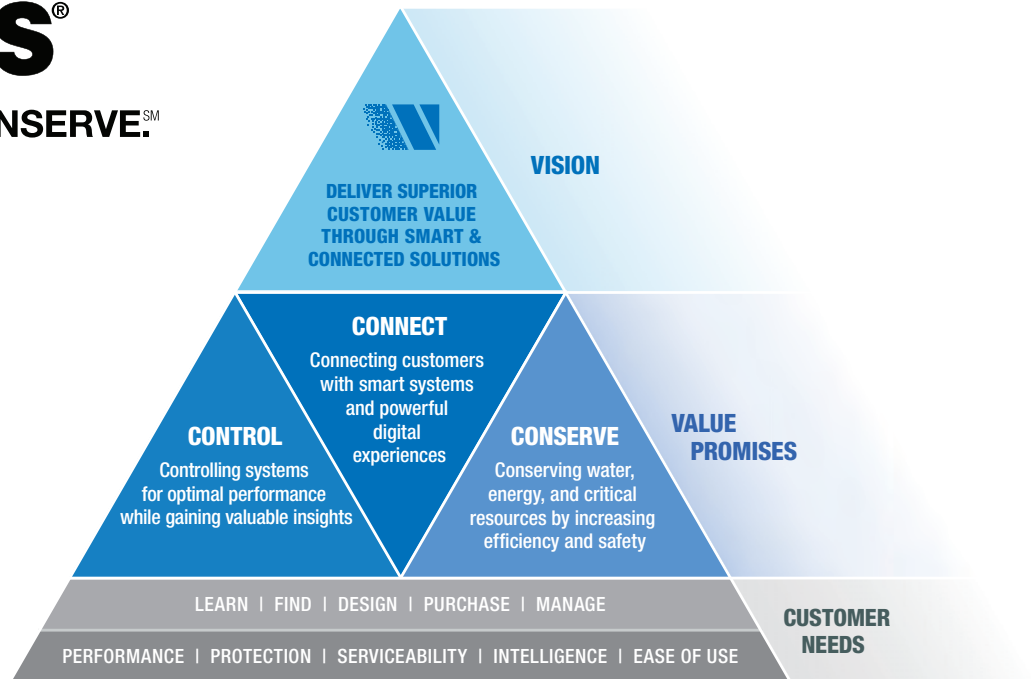 S®
NSERVE.℠
DELIVER SUPERIOR
CUSTOMER VALUE
THROUGH SMART &
CONNECTED SOLUTIONS
VISION
CONNECT
Connecting customers
with smart systems
and powerful
digital
experiences
CONTROL
Controlling systems
for optimal performance
while gaining valuable insights
CONSERVE
Conserving water,
energy, and critical
resources by increasing
efficiency and safety
VALUE
PROMISES
LEARN | FIND | DESIGN | PURCHASE | MANAGE
PERFORMANCE | PROTECTION | SERVICEABILITY | INTELLIGENCE | EASE OF USE
CUSTOMER
NEEDS